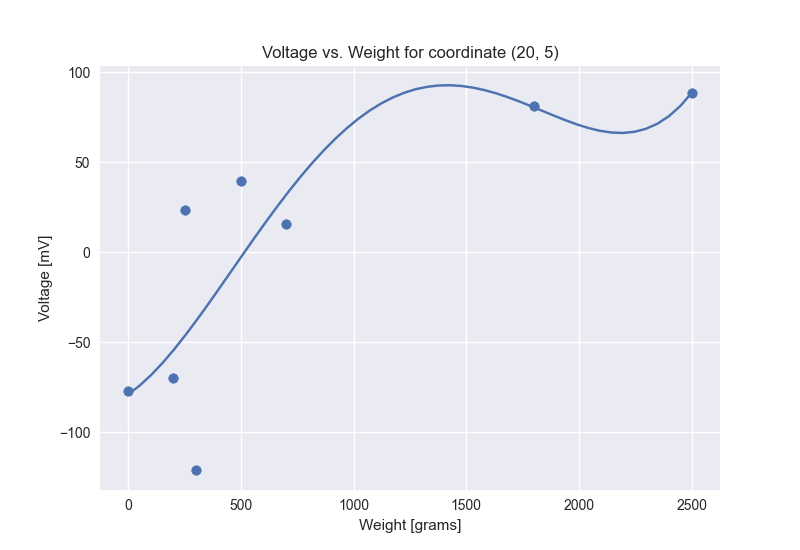 Voltage vs. Weight for coordinate (20, 5)
100
50
0
−50
−100
Voltage [mV]
0 500 1000 1500 2000 2500
Weight [grams]